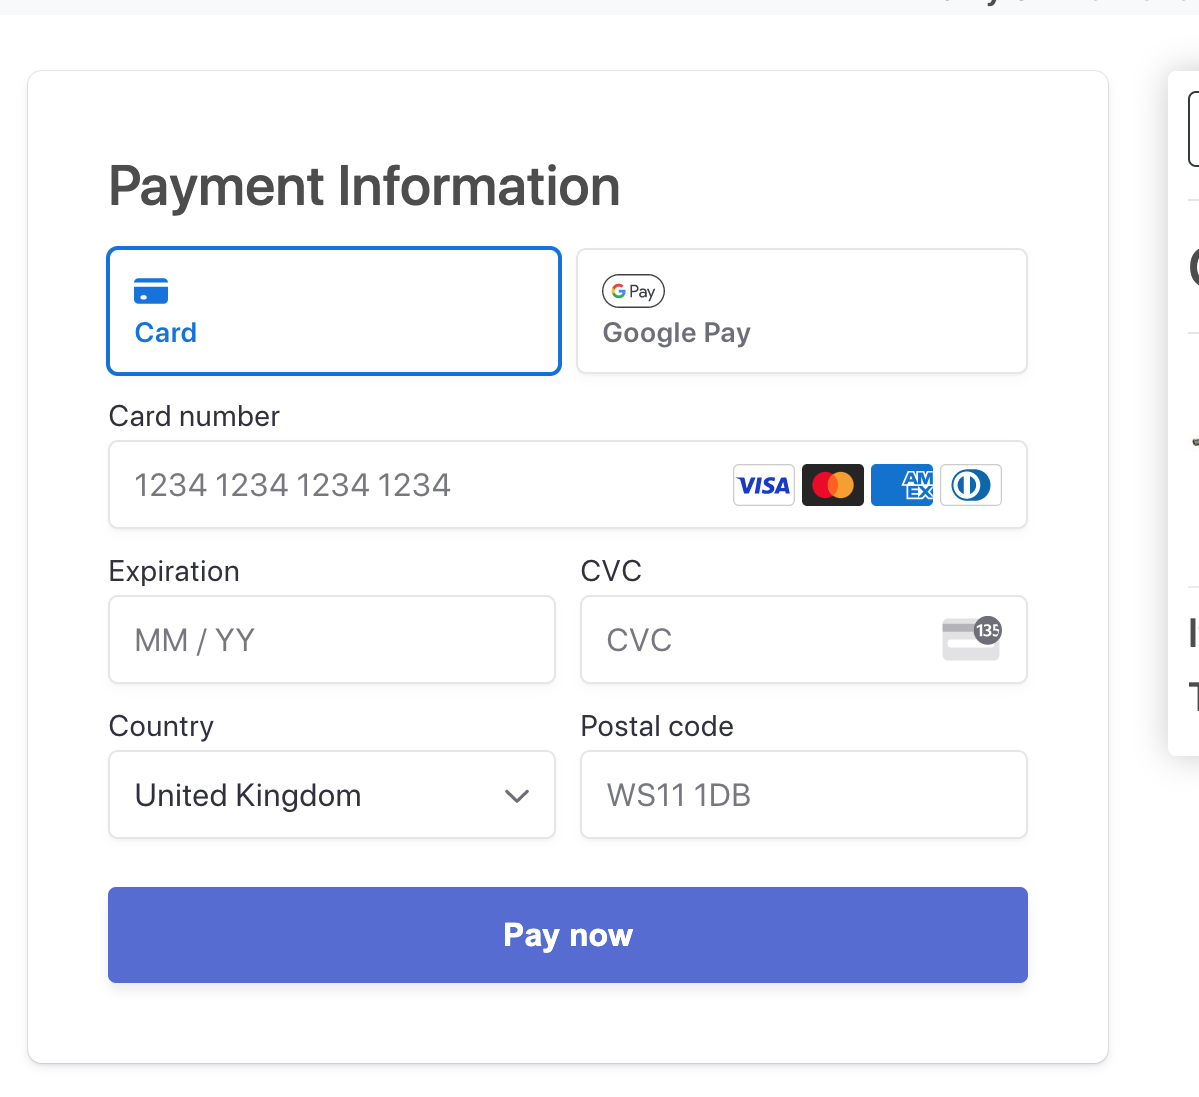 Payment Information
G Pay
Card
Google Pay
Card number
1234 1234 1234 1234
VISA
AM
EX
Expiration
CVC
MM / YY
CVC
135
Country
Postal code
United Kingdom
WS11 1DB
Pay now